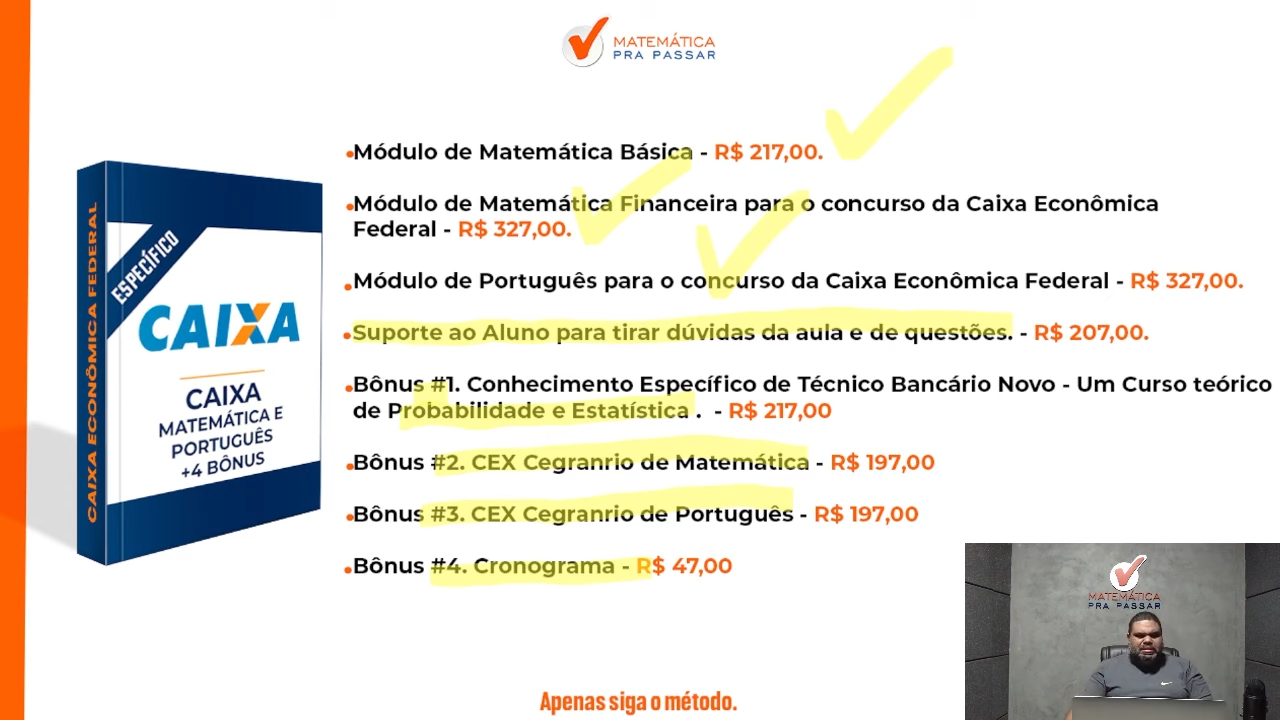 MATEMÁTICA
PRA PASSAR
•Módulo de Matemática Básica - R$ 217,00.
•Módulo de Matemática Financeira para o concurso da Caixa Econômica
Federal - R$ 327,00.
•Módulo de Português para o concurso da Caixa Econômica Federal - R$ 327,00.
•Suporte ao Aluno para tirar dúvidas da aula e de questões. - R$ 207,00.
•Bônus #1. Conhecimento Específico de Técnico Bancário Novo - Um Curso teórico
de Probabilidade e Estatística . - R$ 217,00
•Bônus #2. CEX Cegranrio de Matemática - R$ 197,00
•Bônus #3. CEX Cegranrio de Português - R$ 197,00
•Bônus #4. Cronograma - R$ 47,00
CAIXA ECONÔMICA FEDERAL
ESPECÍFICO
CAIXA
CAIXA
MATEMÁTICA E
PORTUGUÊS
+4 BÔNUS
MATEMÁTICA
PRA PASSAR
Apenas siga o método.